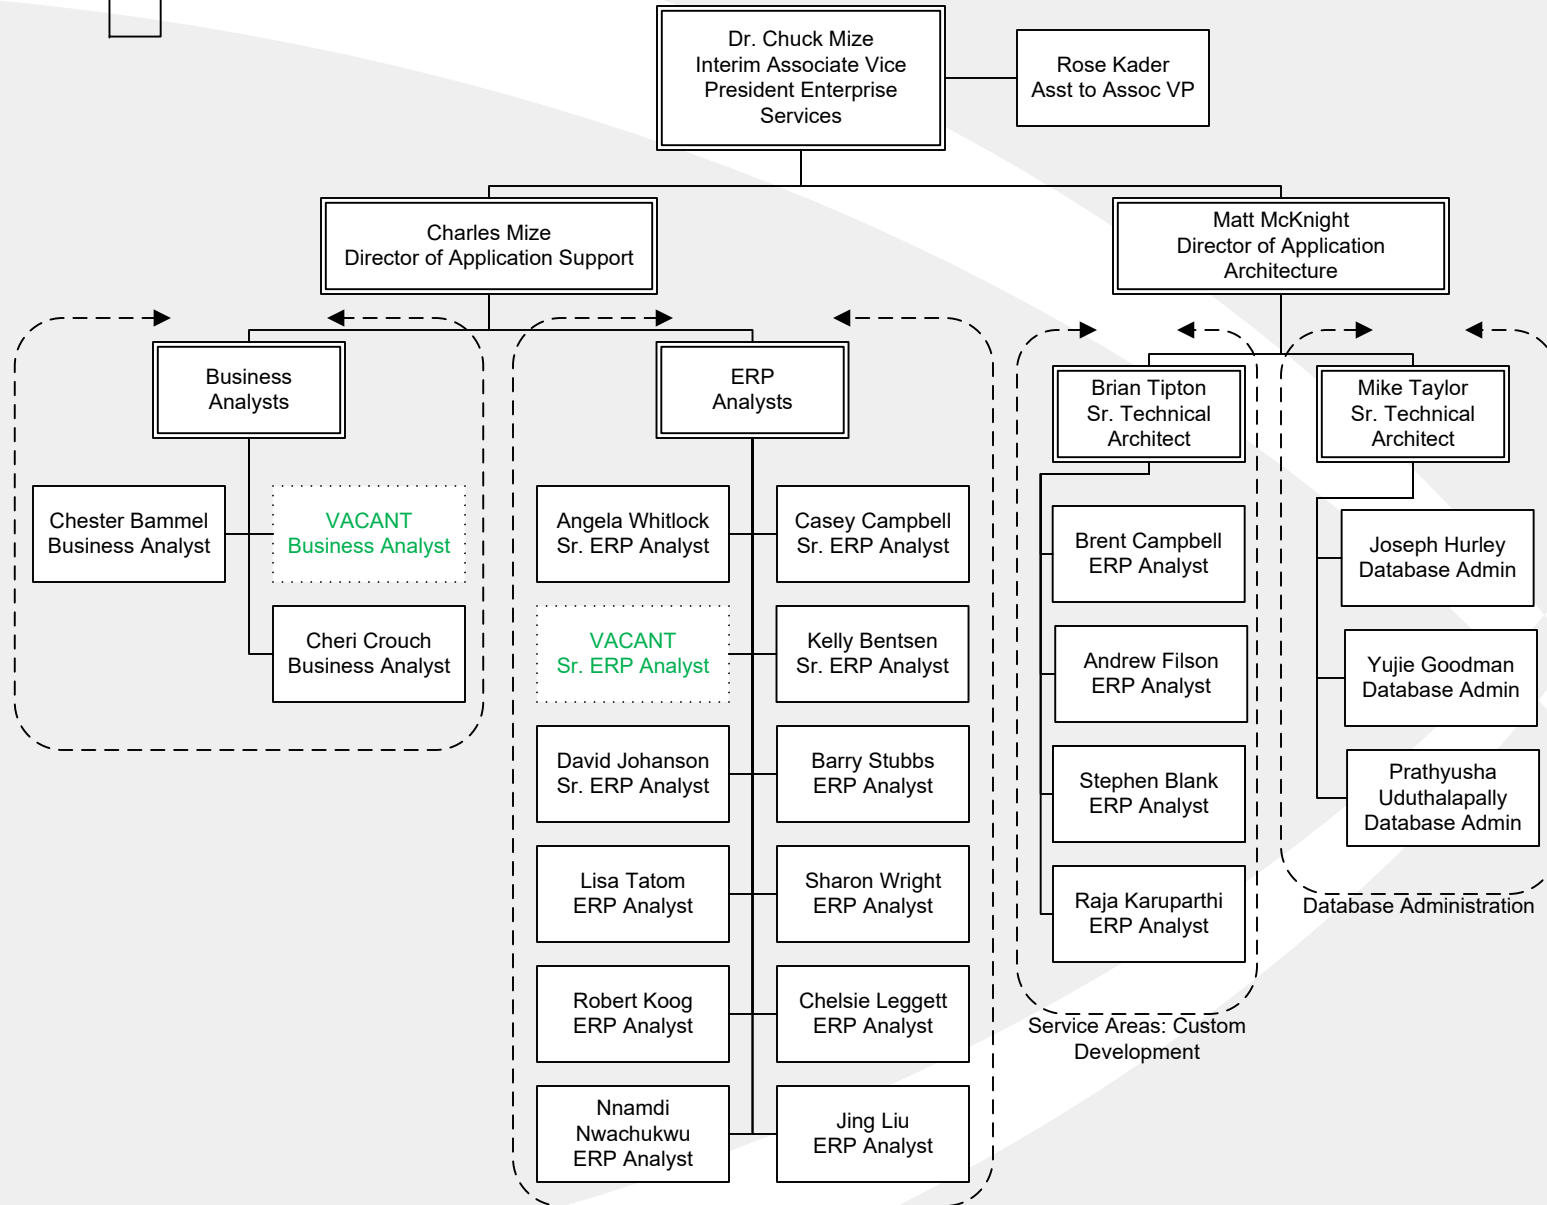 Dr. Chuck Mize
Interim Associate Vice
President Enterprise
Services
Rose Kader
Asst to Assoc VP
Charles Mize
Director of Application Support
Matt McKnight
Director of Application
Architecture
Business
Analysts
ERP
Analysts
Brian Tipton
Sr. Technical
Architect
Mike Taylor
Sr. Technical
Architect
Chester Bammel
Business Analyst
VACANT
Business Analyst
Cheri Crouch
Business Analyst
Angela Whitlock
Sr. ERP Analyst
Casey Campbell
Sr. ERP Analyst
VACANT
Sr. ERP Analyst
Kelly Bentsen
Sr. ERP Analyst
David Johanson
Sr. ERP Analyst
Barry Stubbs
ERP Analyst
Lisa Tatom
ERP Analyst
Sharon Wright
ERP Analyst
Robert Koog
ERP Analyst
Chelsie Leggett
ERP Analyst
Nnamdi
Nwachukwu
ERP Analyst
Jing Liu
ERP Analyst
Brent Campbell
ERP Analyst
Andrew Filson
ERP Analyst
Stephen Blank
ERP Analyst
Raja Karuparthi
ERP Analyst
Service Areas: Custom
Development
Joseph Hurley
Database Admin
Yujie Goodman
Database Admin
Prathyusha
Uduthalapally
Database Admin
Database Administration